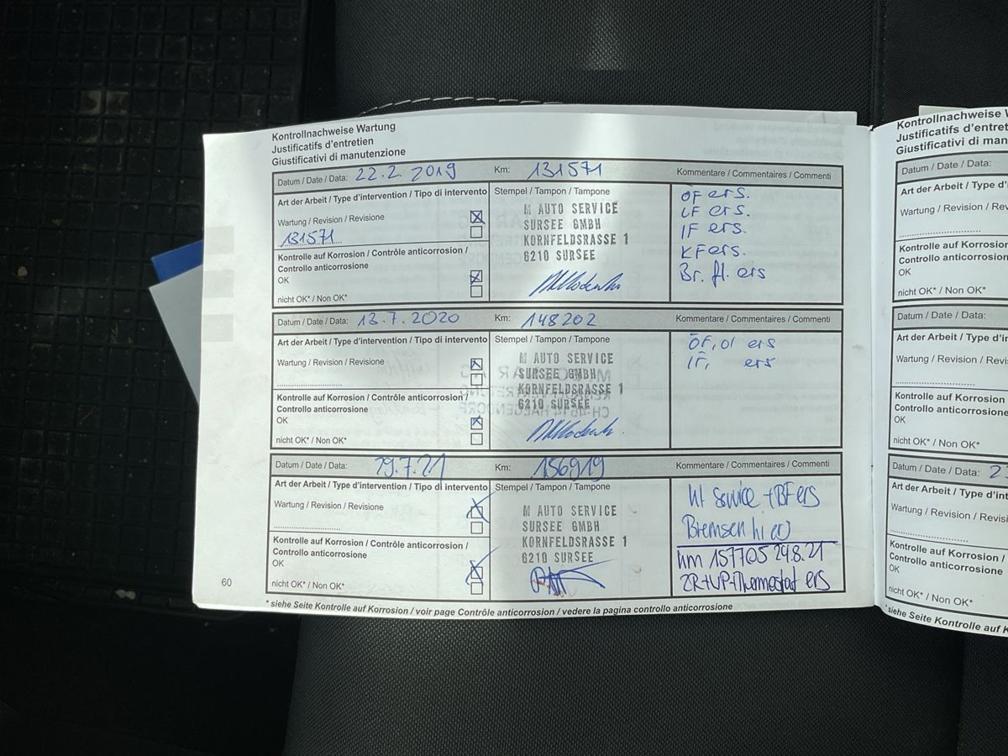 Kontrollnachweise Wartung
Justificatifs d'entretien
Giustificativi di manutenzione
Datum / Date / Data: 22.2.2019 Km: 131571 Kommentare / Commentaires / Commenti
Art der Arbeit / Type d'intervention / Tipo di intervento Stempel / Tampon / Tampone
Wartung / Revision / Revisione
131571
Kontrolle auf Korrosion / Contrôle anticorrosion /
Controllo anticorrosione
OK
nicht OK* / Non OK*
M AUTO SERVICE
SURSEE GMBH
KORNFELDSRASSE 1
6210 SURSEE
ÖF ers.
LF ers.
IF ers.
KF ers.
Br. fl. ers
Datum / Date / Data: 13.7.2020 Km: 148202 Kommentare / Commentaires / Commenti
Art der Arbeit / Type d'intervention / Tipo di intervento Stempel / Tampon / Tampone
Wartung / Revision / Revisione
Kontrolle auf Korrosion / Contrôle anticorrosion /
Controllo anticorrosione
OK
nicht OK* / Non OK*
M AUTO SERVICE
SURSEE GMBH
KORNFELDSRASSE 1
6210 SURSEE
ÖF, Öl ers
IF, ers
Datum / Date / Data: 29.7.21 Km: 156919 Kommentare / Commentaires / Commenti
Art der Arbeit / Type d'intervention / Tipo di intervento Stempel / Tampon / Tampone
Wartung / Revision / Revisione
Kontrolle auf Korrosion / Contrôle anticorrosion /
Controllo anticorrosione
OK
nicht OK* / Non OK*
M AUTO SERVICE
SURSEE GMBH
KORNFELDSRASSE 1
6210 SURSEE
Service + BF ers
Bremsen hi
km 157705 24.8.21
ZR+WP+Thermostat ers
60
* siehe Seite Kontrolle auf Korrosion / voir page Contrôle anticorrosion / vedere la pagina controllo anticorrosione
Kontrollnachweise
Justificatifs d'entretien
Giustificativi di
Datum / Date / Data:
Art der Arbeit / Type
Wartung / Revision
Kontrolle auf
OK
nicht OK* / Non OK*
Datum / Date / Data:
Art der Arbeit / Type
Wartung / Revision
Kontrolle auf Korrosion
Controllo anticorrosione
OK
nicht OK* / Non OK*
Datum / Date / Data: 2
Art der Arbeit / Type
Wartung / Revision
Kontrolle auf Korrosion /
Controllo anticorrosione
OK
nicht OK* / Non OK*
* siehe Seite Kontrolle auf